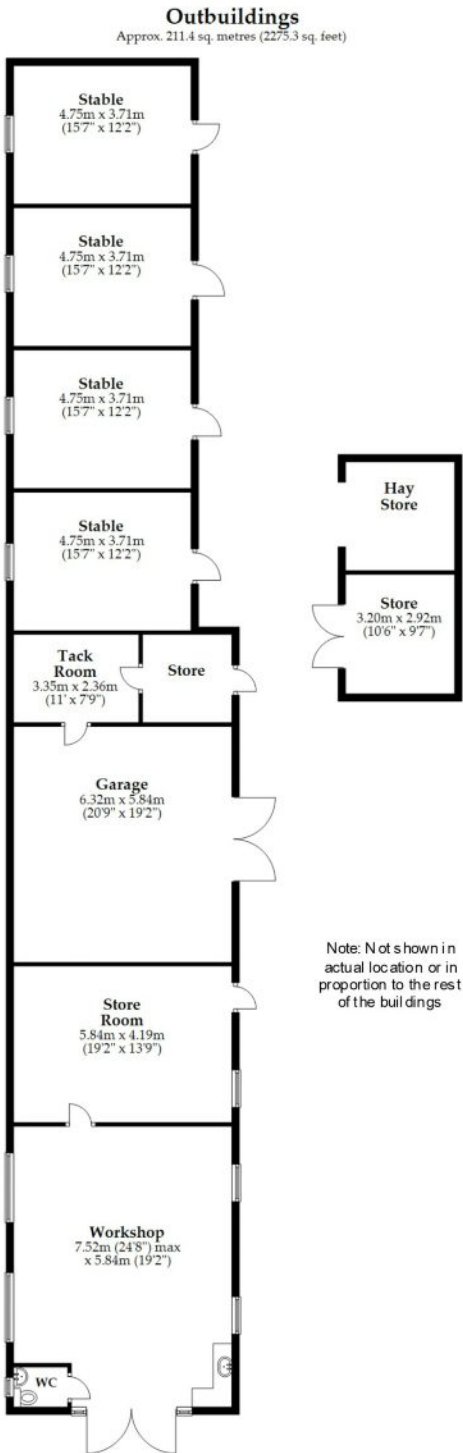 Outbuildings
Approx. 211.4 sq. metres (2275.3 sq. feet)
Stable
4.75m x 3.71m
(15'7" x 12'2")
Stable
4.75m x 3.71m
(15'7" x 12'2")
Stable
4.75m x 3.71m
(15'7" x 12'2")
Stable
4.75m x 3.71m
(15'7" x 12'2")
Hay
Store
Store
3.20m x 2.92m
(10'6" x 9'7")
Tack
Room
3.35m x 2.36m
(11' x 7'9")
Store
Garage
6.32m x 5.84m
(20'9" x 19'2")
Note: Not shown in
actual location or in
proportion to the rest
of the buildings
Store
Room
5.84m x 4.19m
(19'2" x 13'9")
Workshop
7.52m (24'8") max
x 5.84m (19'2")
WC